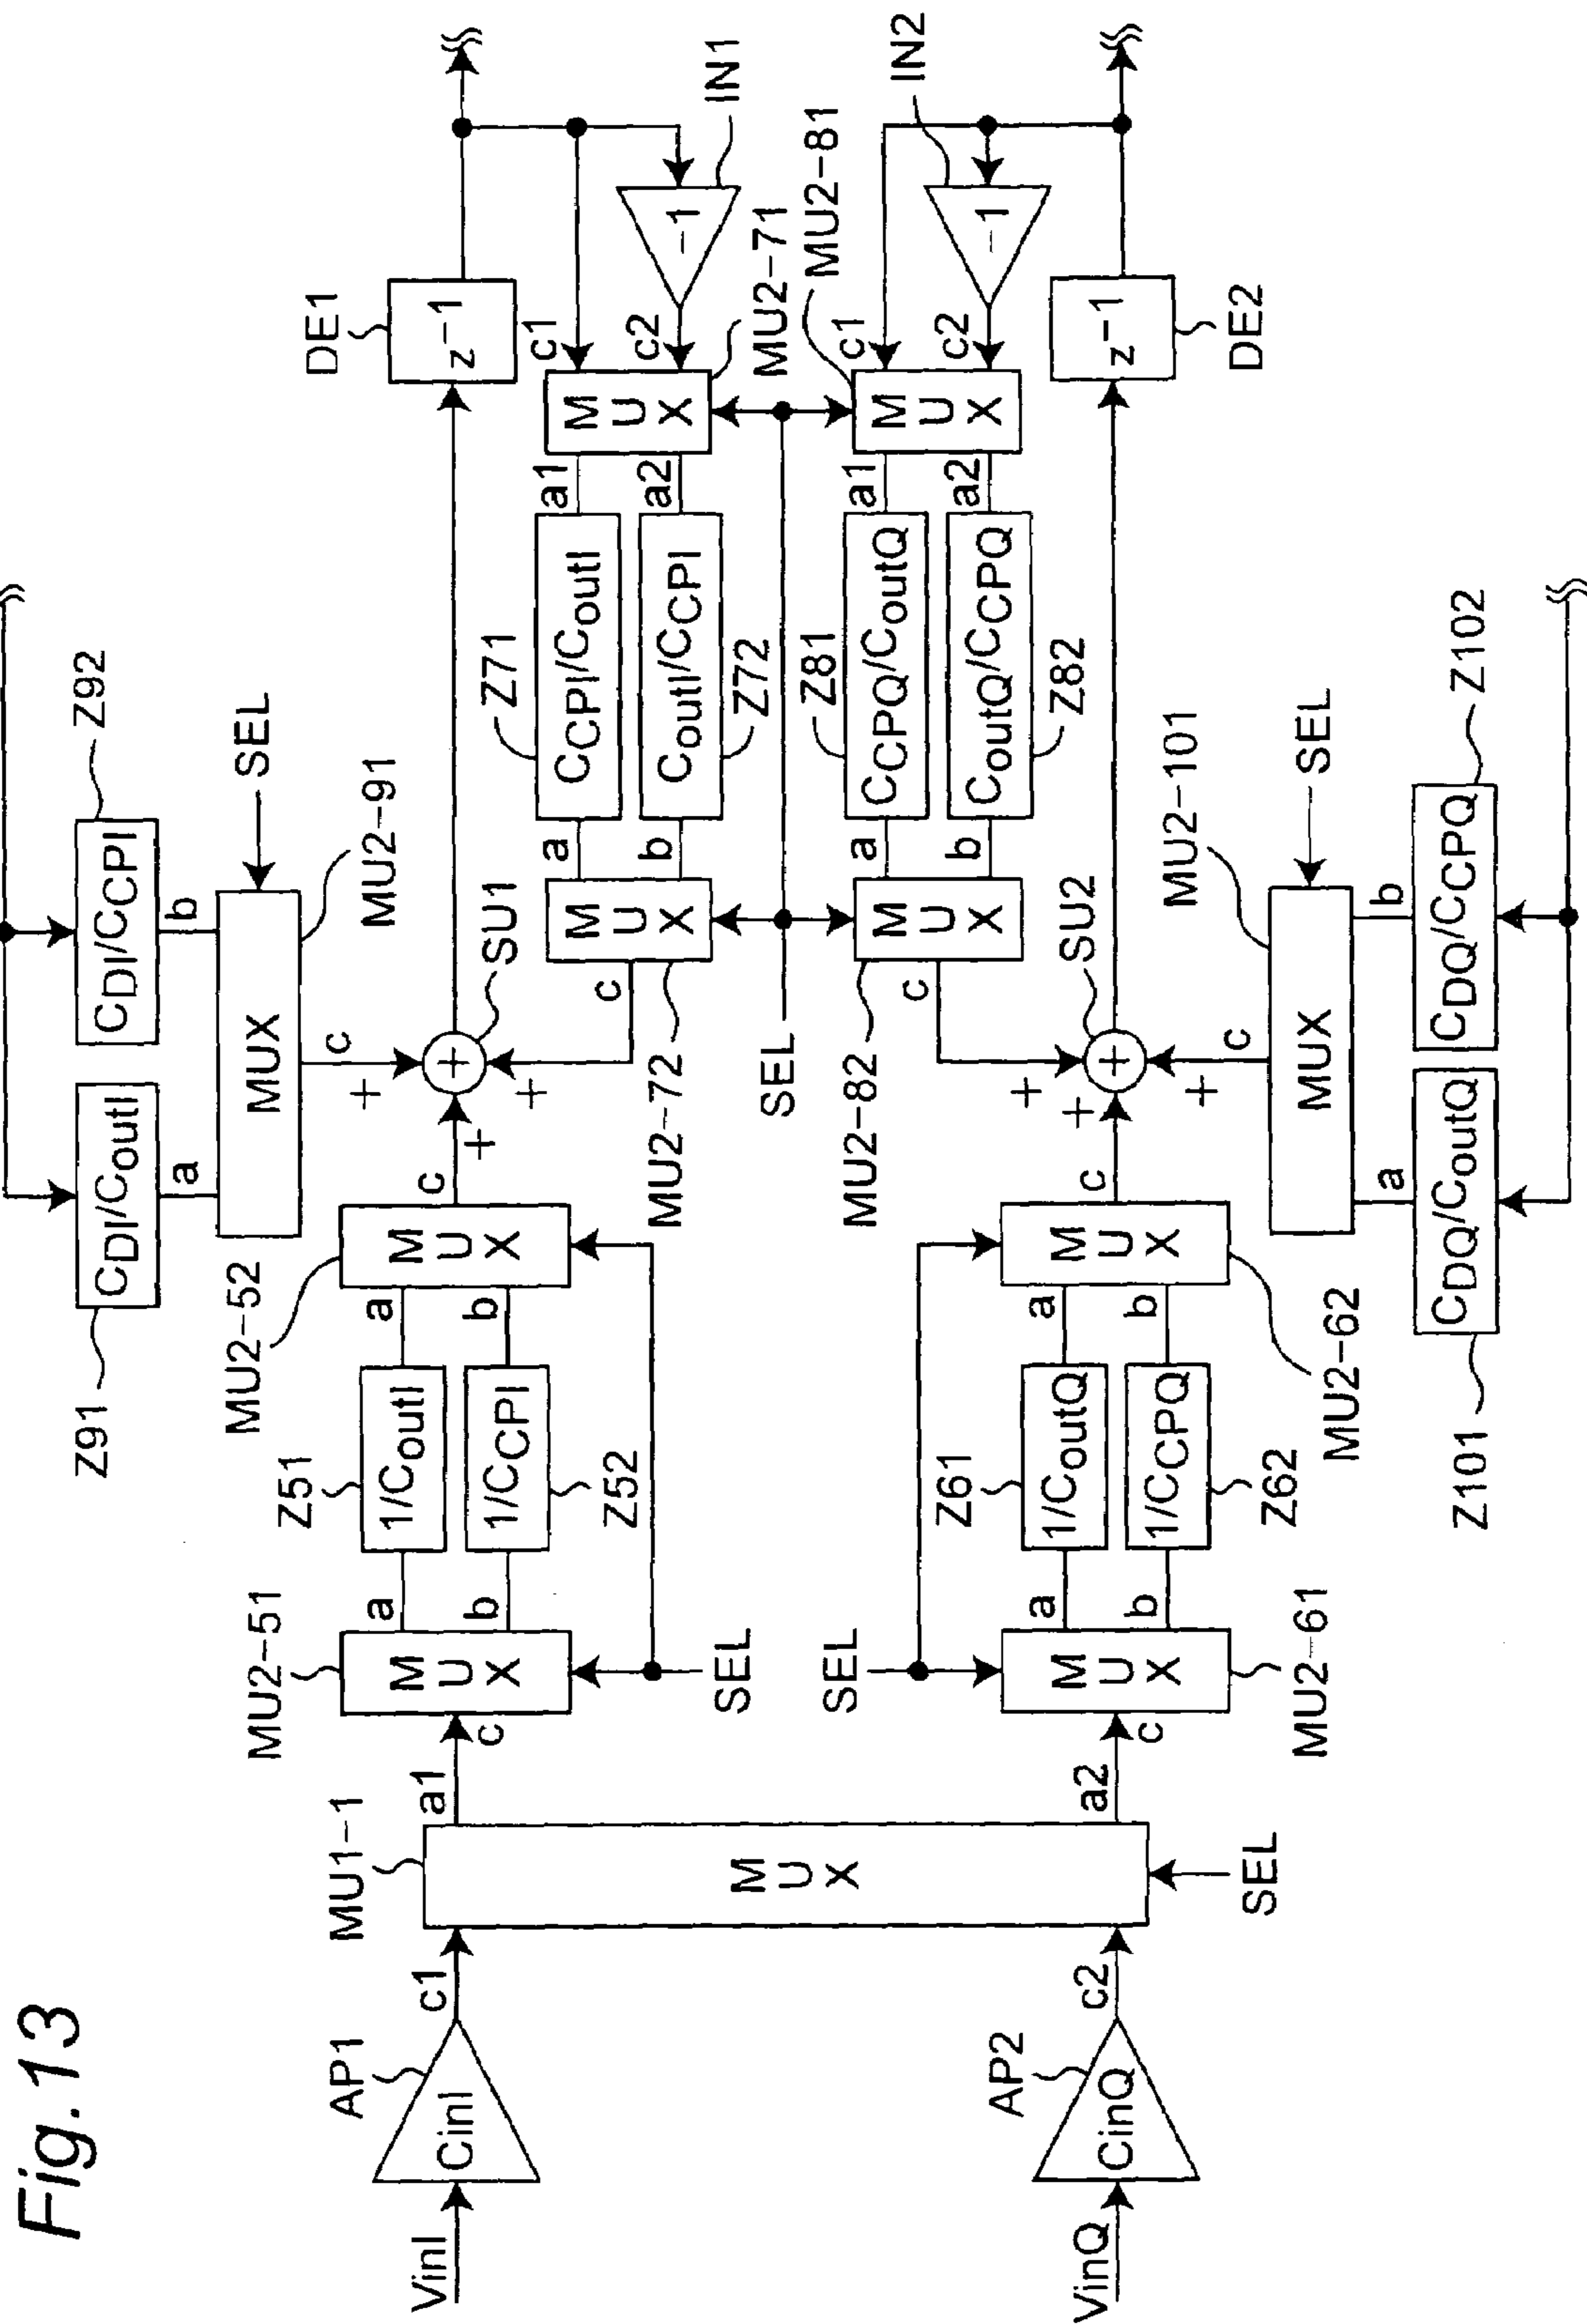 Fig.13
Z91
CDI/CoutI
a
Z92
CDI/CCPI
b
SEL
MUX
MU2-91
c
+
DE1
z⁻¹
MU1-1
MU2-51
Z51
MU2-52
VinI
AP1
CinI
c1
a1
c
MUX
a
1/CoutI
a
MUX
c
+
+
SU1
b
1/CCPI
b
Z52
SEL
+
c
MUX
MU2-72
a
Z71
CCPI/CoutI
a1
MUX
c1
b
CoutI/CCPI
Z72
a2
c2
-1
IN1
MU2-71
MUX
SEL
SEL
MU2-82
c
MUX
a
Z81
CCPQ/CoutQ
a1
MUX
c1
MU2-81
b
CoutQ/CCPQ
Z82
a2
c2
-1
IN2
VinQ
AP2
CinQ
c2
a2
c
SEL
MUX
MU2-61
a
Z61
1/CoutQ
a
MUX
c
+
+
+
SU2
b
1/CCPQ
b
Z62
MU2-62
z⁻¹
DE2
SEL
+
c
MUX
MU2-101
SEL
a
CDQ/CoutQ
Z101
b
CDQ/CCPQ
Z102